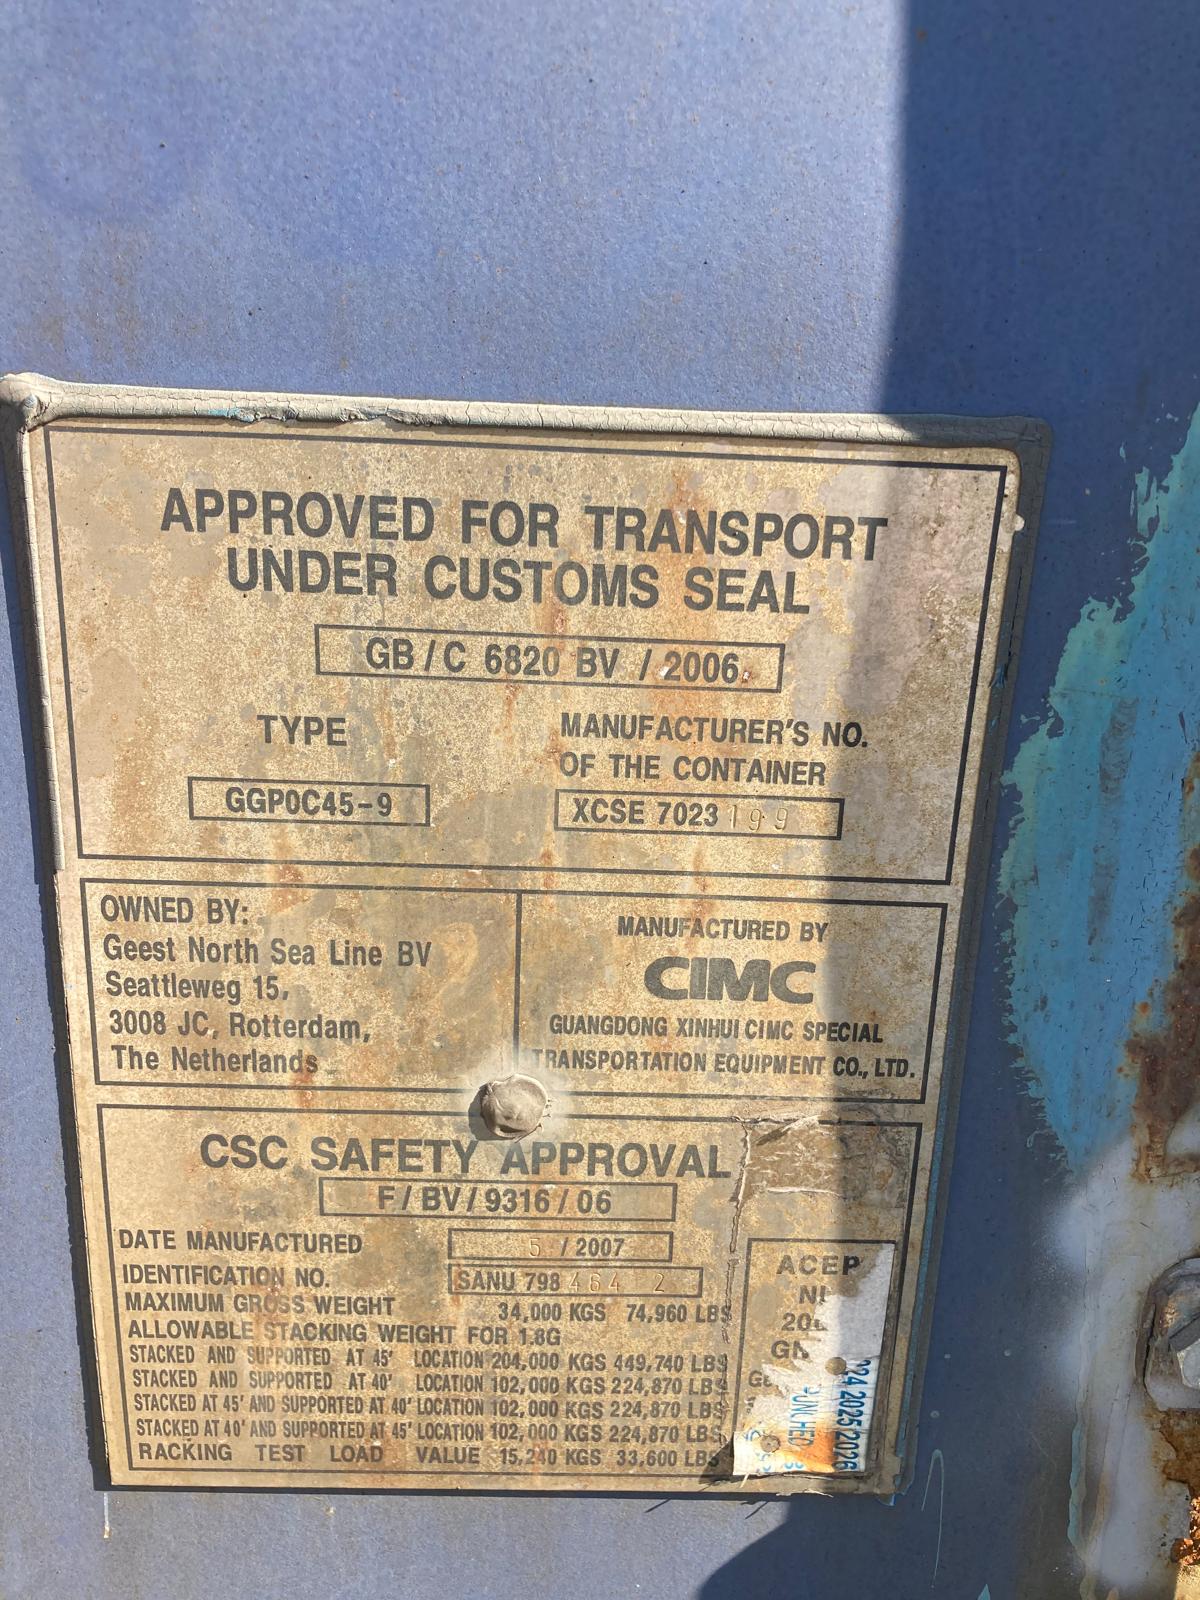 APPROVED FOR TRANSPORT
UNDER CUSTOMS SEAL
GB / C 6820 BV / 2006
TYPE
GGP0C45-9
MANUFACTURER'S NO.
OF THE CONTAINER
XCSE 7023 199
OWNED BY:
Geest North Sea Line BV
Seattleweg 15,
3008 JC, Rotterdam,
The Netherlands
MANUFACTURED BY
CIMC
GUANGDONG XINHUI CIMC SPECIAL
TRANSPORTATION EQUIPMENT CO., LTD.
CSC SAFETY APPROVAL
F / BV / 9316 / 06
DATE MANUFACTURED 5 / 2007
IDENTIFICATION NO. SANU 798 464 2
MAXIMUM GROSS WEIGHT 34,000 KGS 74,960 LBS
ALLOWABLE STACKING WEIGHT FOR 1.8G
STACKED AND SUPPORTED AT 45' LOCATION 204,000 KGS 449,740 LBS
STACKED AND SUPPORTED AT 40' LOCATION 102,000 KGS 224,870 LBS
STACKED AT 45' AND SUPPORTED AT 40' LOCATION 102,000 KGS 224,870 LBS
STACKED AT 40' AND SUPPORTED AT 45' LOCATION 102,000 KGS 224,870 LBS
RACKING TEST LOAD VALUE 15,240 KGS 33,600 LBS
ACEP
2025 2026